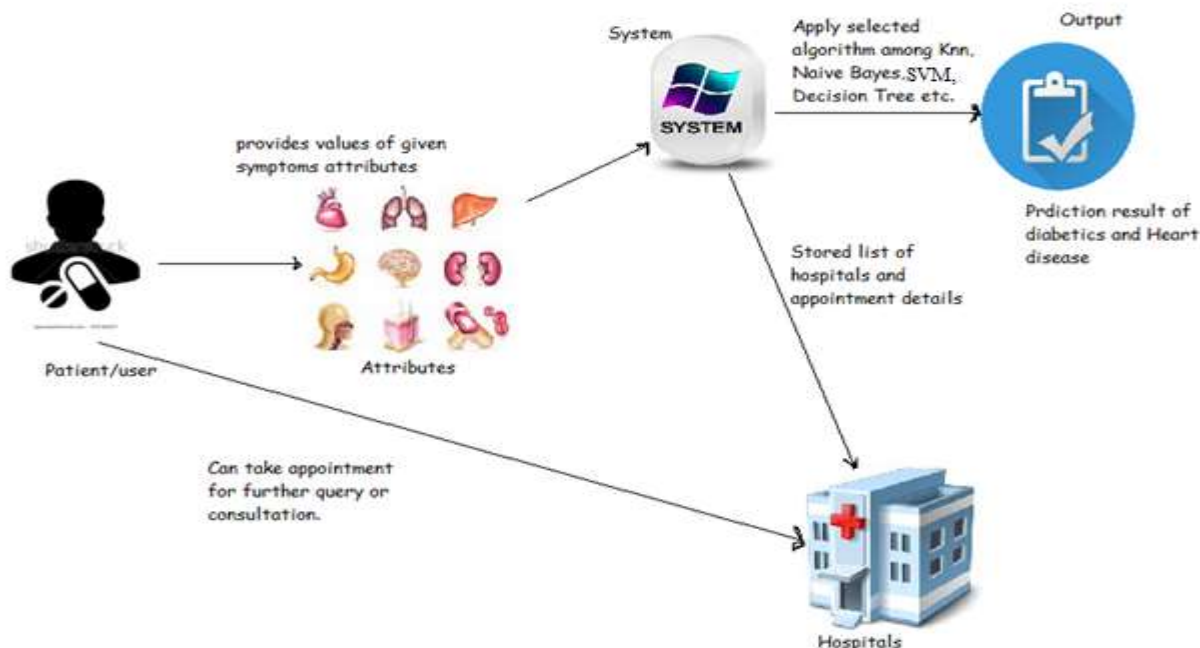 System
SYSTEM
Apply selected
algorithm among Knn,
Naive Bayes,SVM,
Decision Tree etc.
Output
provides values of given
symptoms attributes
Prdiction result of
diabetics and Heart
disease
Stored list of
hospitals and
appointment details
Patient/user
Attributes
Can take appointment
for further query or
consultation.
Hospitals